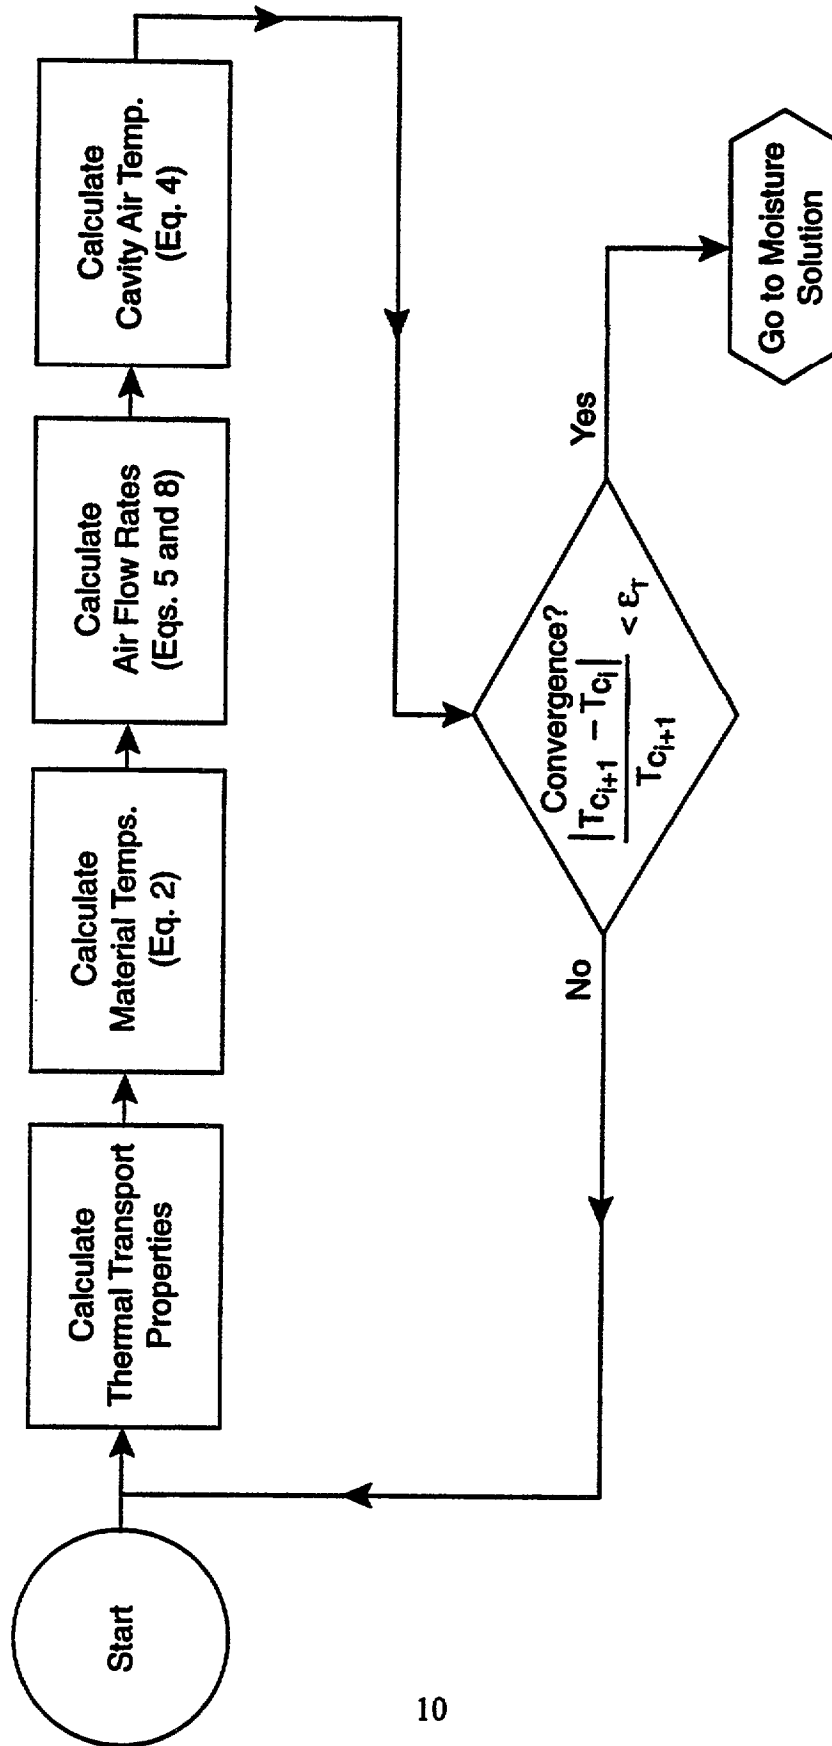 Start
Calculate
Thermal Transport
Properties
Calculate
Material Temps.
(Eq. 2)
Calculate
Air Flow Rates
(Eqs. 5 and 8)
Calculate
Cavity Air Temp.
(Eq. 4)
Convergence?
|Tc_{i+1} – Tc_i|
Tc_{i+1}
< ε_T
No
Yes
Go to Moisture
Solution
10